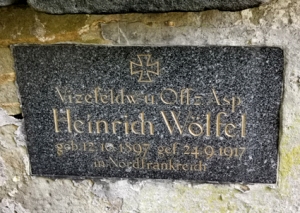 Vizefeldw. u. Offz. Asp.
Heinrich Wölfel
geb. 12.10.1897 gef. 24.9.1917
in Nordfrankreich